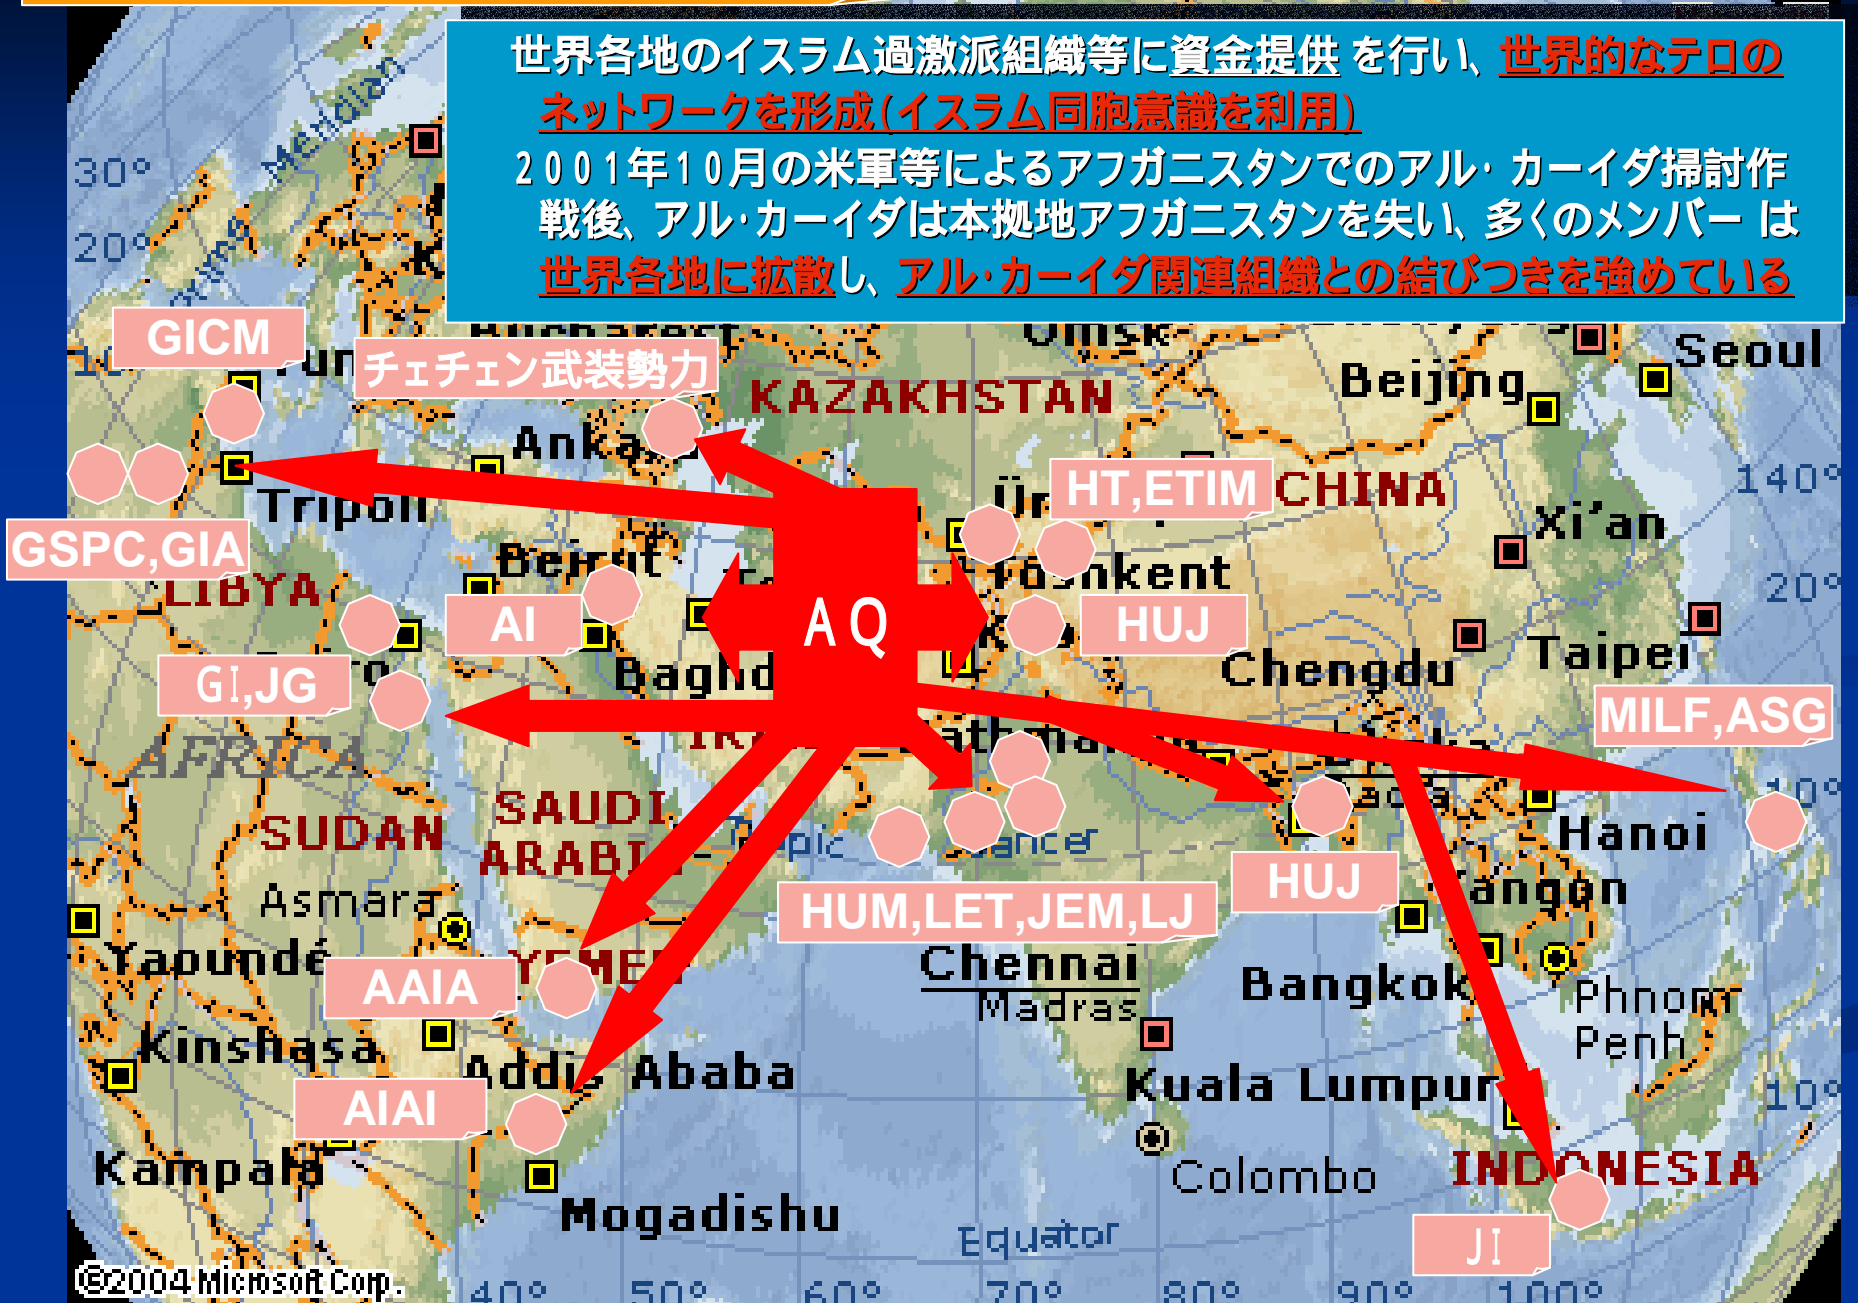 世界各地のイスラム過激派組織等に資金提供 を行い、世界的なテロの
ネットワークを形成(イスラム同胞意識を利用)
2001年10月の米軍等によるアフガニスタンでのアル・カーイダ掃討作
戦後、アル・カーイダは本拠地アフガニスタンを失い、多くのメンバー は
世界各地に拡散し、アル・カーイダ関連組織との結びつきを強めている
Meridian
30°
20°
GICM
チェチェン武装勢力
Omsk
Seoul
Beijing
KAZAKHSTAN
HT,ETIM
CHINA
140°
Tripoli
Xi'an
GSPC,GIA
LIBYA
Beirut
20°
AI
AQ
HUJ
Taipei
Chengdu
GI,JG
MILF,ASG
AFRICA
SAUDI
SUDAN
10°
Hanoi
HUJ
Asmara
HUM,LET,JEM,LJ
Yaoundé
YEMEN
Chennai
Madras
AAIA
Bangkok
Phnom
Penh
Kinshasa
Addis Ababa
Kuala Lumpur
10°
AIAI
Kampala
Colombo
INDONESIA
Mogadishu
Equator
JI
©2004 Microsoft Corp.
40° 50° 60° 70° 80° 90° 100°